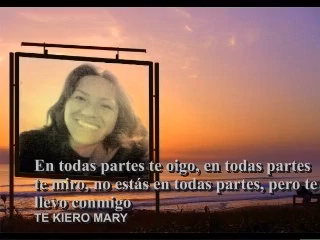 En todas partes te oigo, en todas partes
te miro, no estás en todas partes, pero te
llevo conmigo
TE KIERO MARY